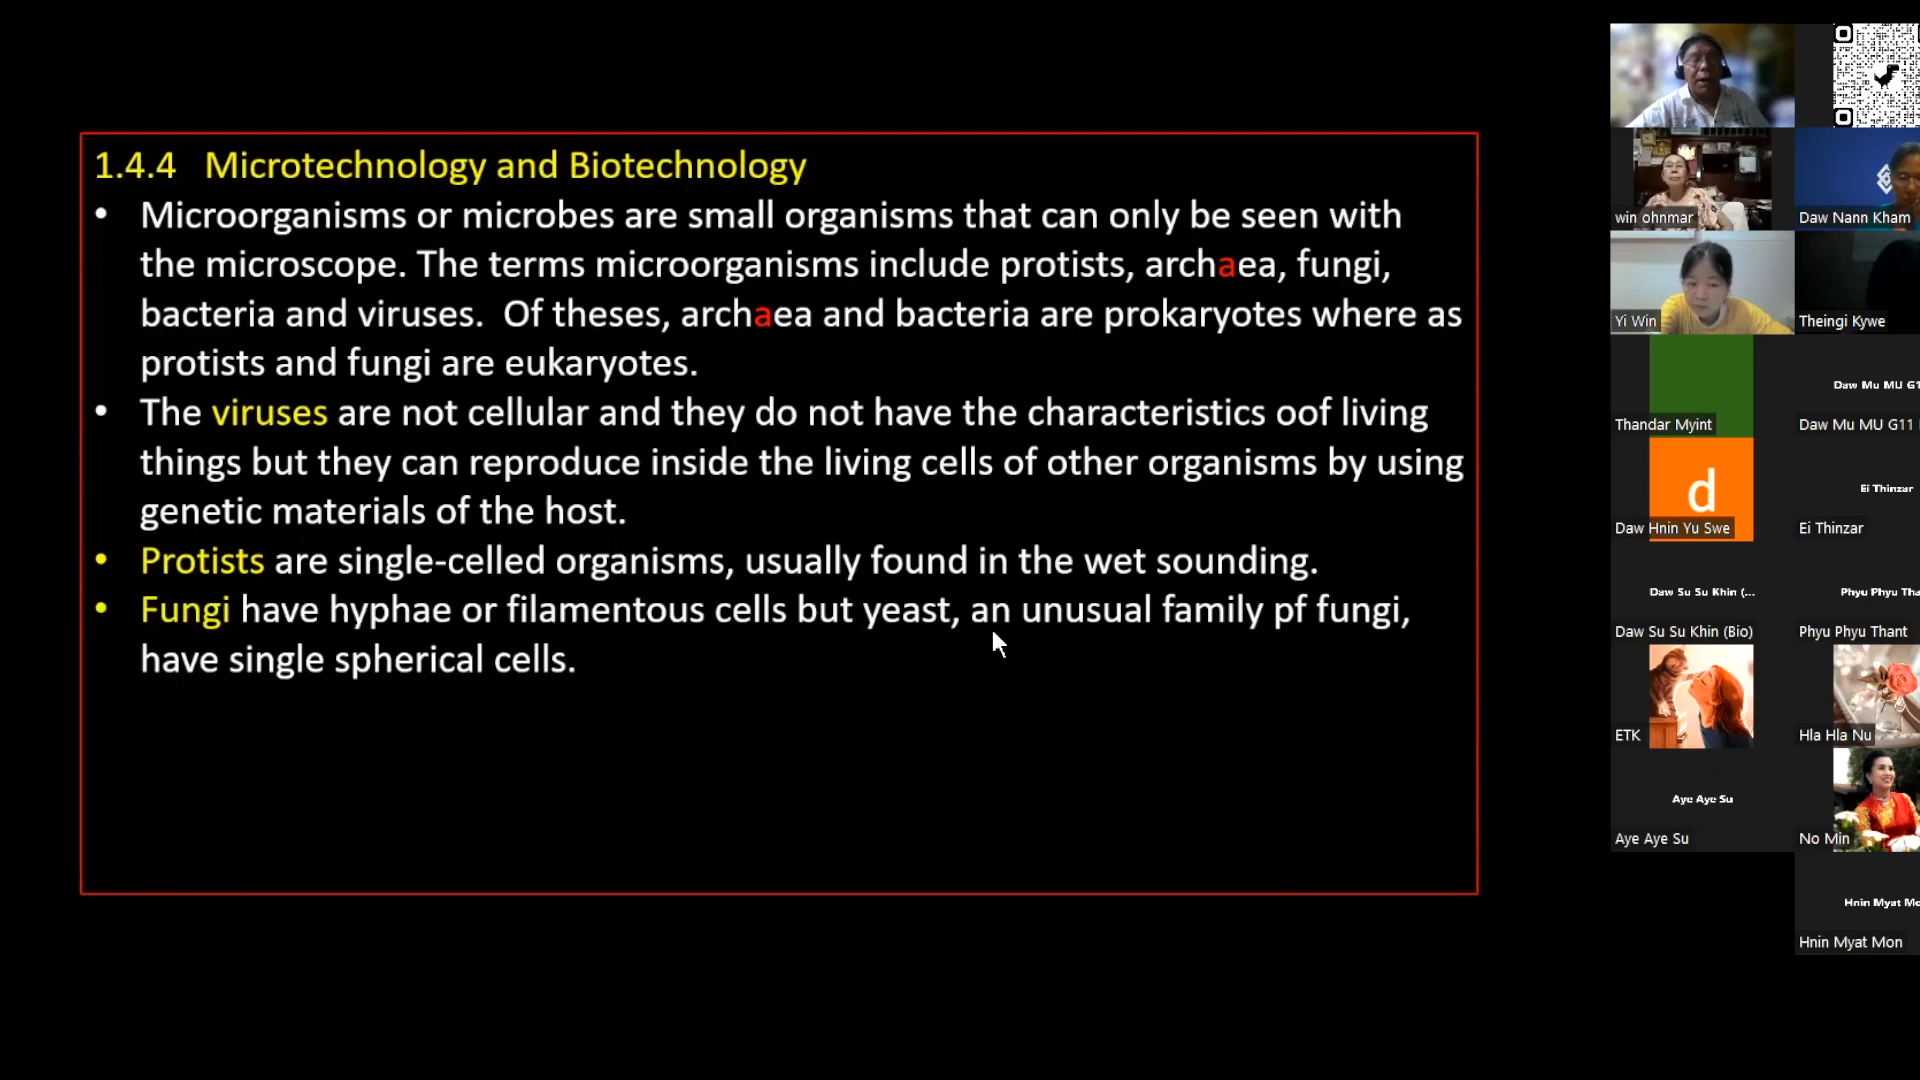 1.4.4 Microtechnology and Biotechnology
• Microorganisms or microbes are small organisms that can only be seen with
the microscope. The terms microorganisms include protists, archaea, fungi,
bacteria and viruses. Of theses, archaea and bacteria are prokaryotes where as
protists and fungi are eukaryotes.
• The viruses are not cellular and they do not have the characteristics oof living
things but they can reproduce inside the living cells of other organisms by using
genetic materials of the host.
• Protists are single-celled organisms, usually found in the wet sounding.
• Fungi have hyphae or filamentous cells but yeast, an unusual family pf fungi,
have single spherical cells.
win ohnmar
Daw Nann Kham
Yi Win
Theingi Kywe
Thandar Myint
Daw Mu MU G1
Daw Mu MU G11
d
Daw Hnin Yu Swe
Ei Thinzar
Ei Thinzar
Daw Su Su Khin (...
Daw Su Su Khin (Bio)
Phyu Phyu Tha
Phyu Phyu Thant
ETK
Hla Hla Nu
Aye Aye Su
Aye Aye Su
No Min
Hnin Myat Mo
Hnin Myat Mon